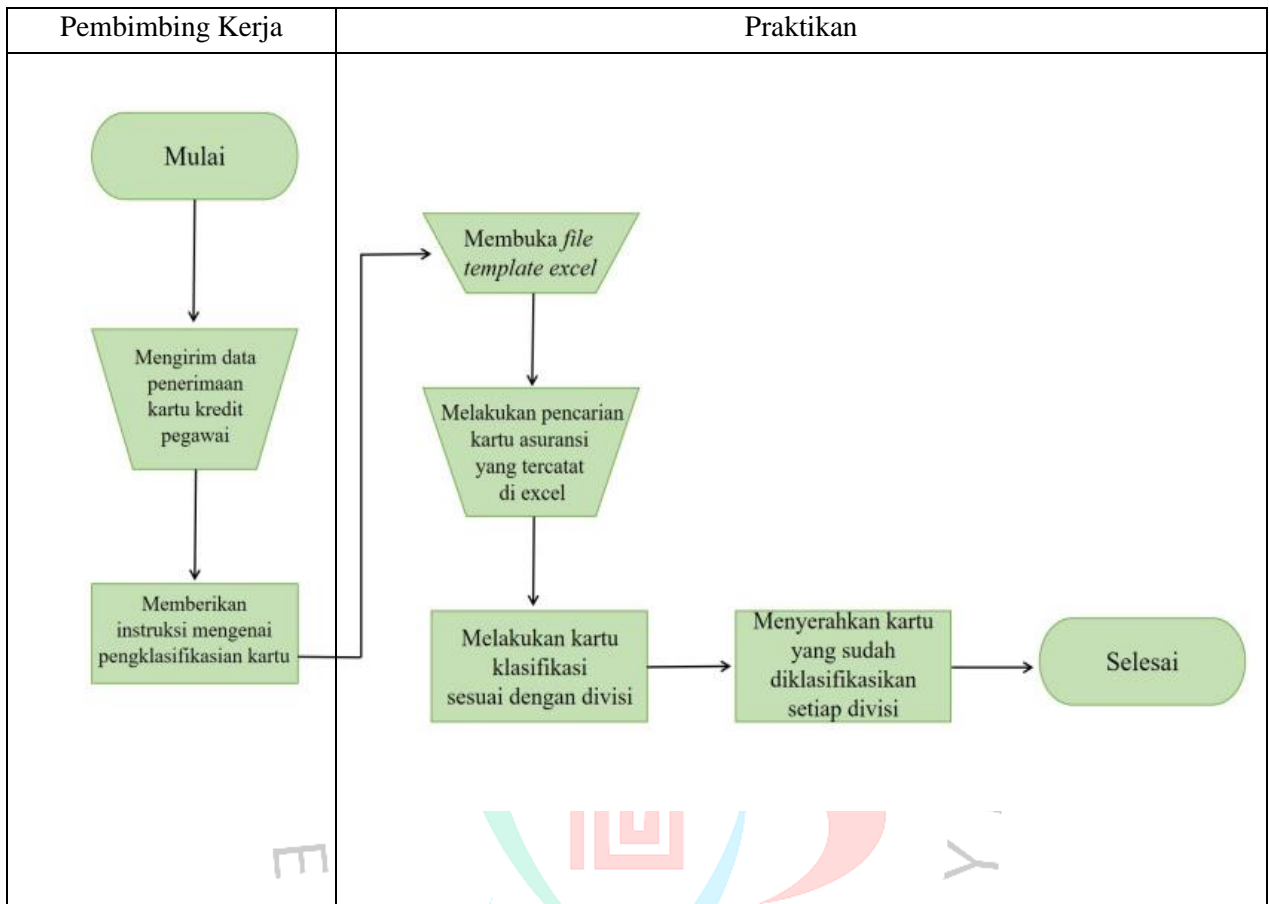 Pembimbing Kerja
Praktikan
Mulai
Mengirim data
penerimaan
kartu kredit
pegawai
Memberikan
instruksi mengenai
pengklasifikasian kartu
Membuka file
template excel
Melakukan pencarian
kartu asuransi
yang tercatat
di excel
Melakukan kartu
klasifikasi
sesuai dengan divisi
Menyerahkan kartu
yang sudah
diklasifikasikan
setiap divisi
Selesai